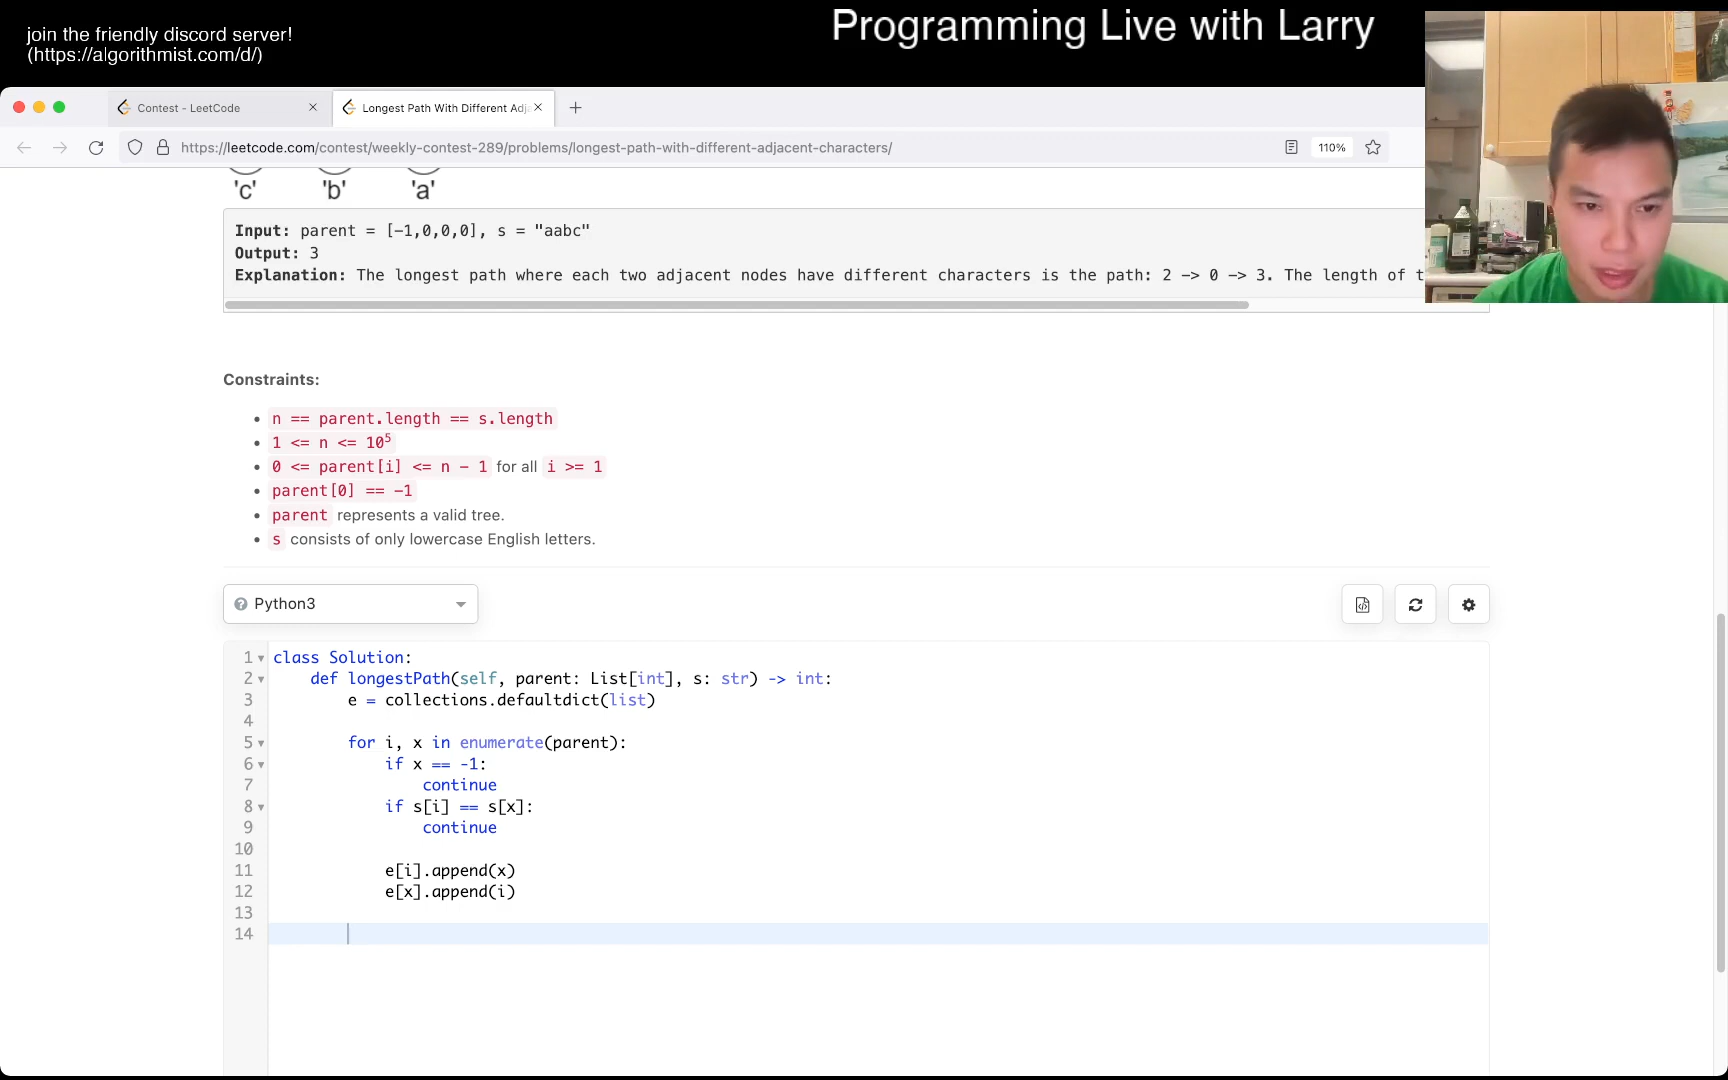 join the friendly discord server!
(https://algorithmist.com/d/)
Programming Live with Larry
Contest - LeetCode
Longest Path With Different Adj
https://leetcode.com/contest/weekly-contest-289/problems/longest-path-with-different-adjacent-characters/
110%
'c' 'b' 'a'
Input: parent = [-1,0,0,0], s = "aabc"
Output: 3
Explanation: The longest path where each two adjacent nodes have different characters is the path: 2 -> 0 -> 3. The length of t
Constraints:
n == parent.length == s.length
1 <= n <= 10⁵
0 <= parent[i] <= n - 1 for all i >= 1
parent[0] == -1
parent represents a valid tree.
s consists of only lowercase English letters.
Python3
1 class Solution:
2     def longestPath(self, parent: List[int], s: str) -> int:
3         e = collections.defaultdict(list)
4
5         for i, x in enumerate(parent):
6             if x == -1:
7                 continue
8             if s[i] == s[x]:
9                 continue
10
11             e[i].append(x)
12             e[x].append(i)
13
14